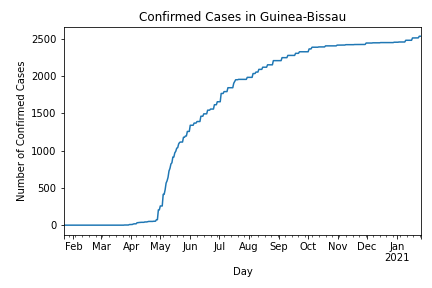 Confirmed Cases in Guinea-Bissau
Number of Confirmed Cases
2500
2000
1500
1000
500
0
Feb Mar Apr May Jun Jul Aug Sep Oct Nov Dec Jan
2021
Day